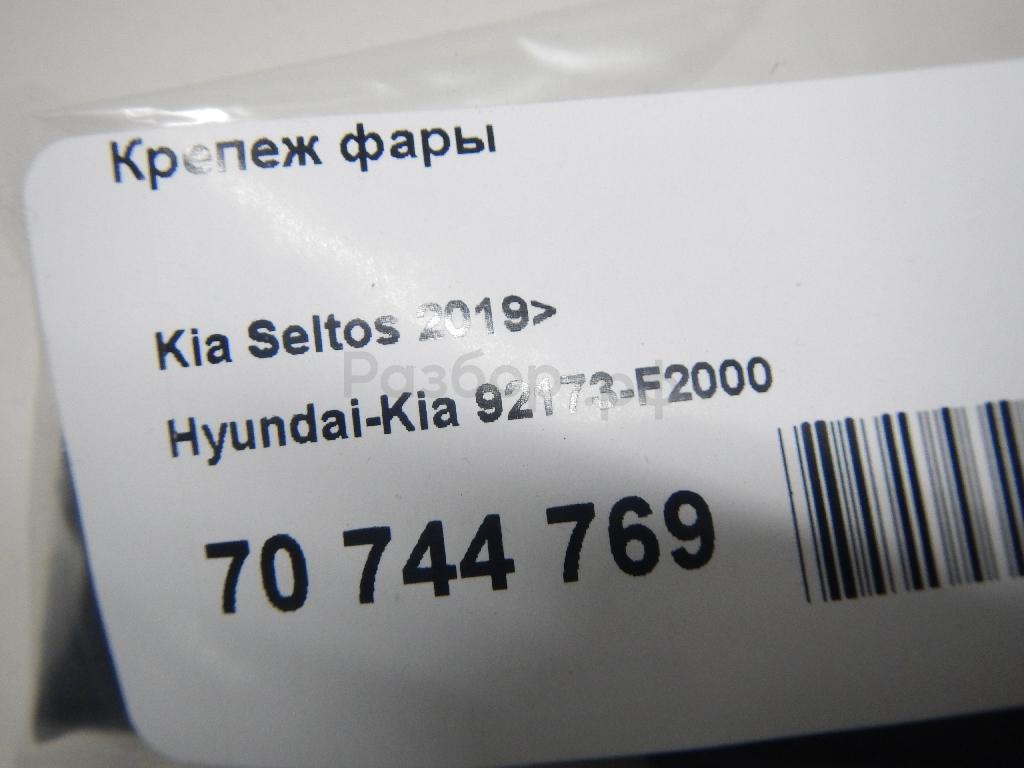 Крепеж фары
Kia Seltos 2019>
Hyundai-Kia 92173-F2000
70 744 769